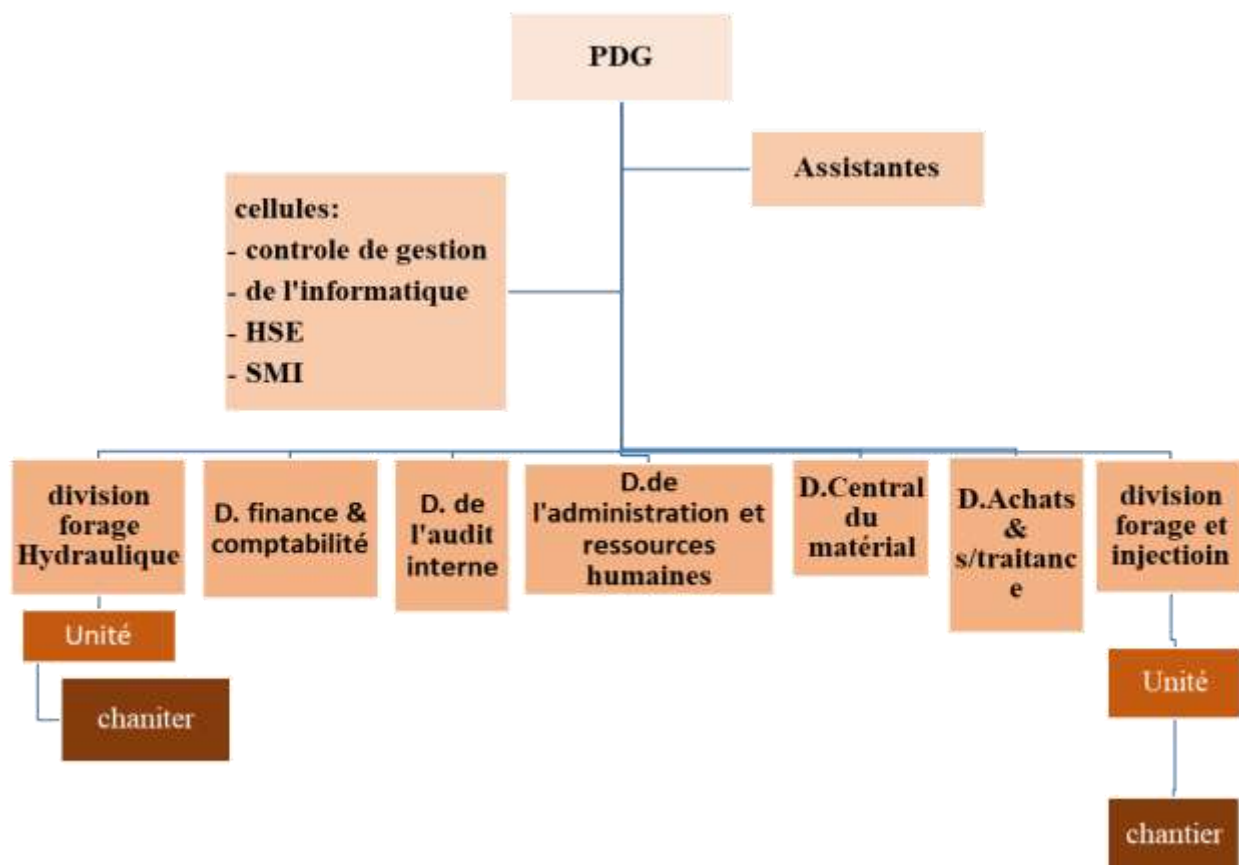 PDG
Assistantes
cellules:
- controle de gestion
- de l'informatique
- HSE
- SMI
division
forage
Hydraulique
D. finance &
comptabilité
D. de
l'audit
interne
D.de
l'administration et
ressources
humaines
D.Central
du
matérial
D.Achats
&
s/traitanc
e
division
forage et
injectioin
Unité
chaniter
Unité
chantier